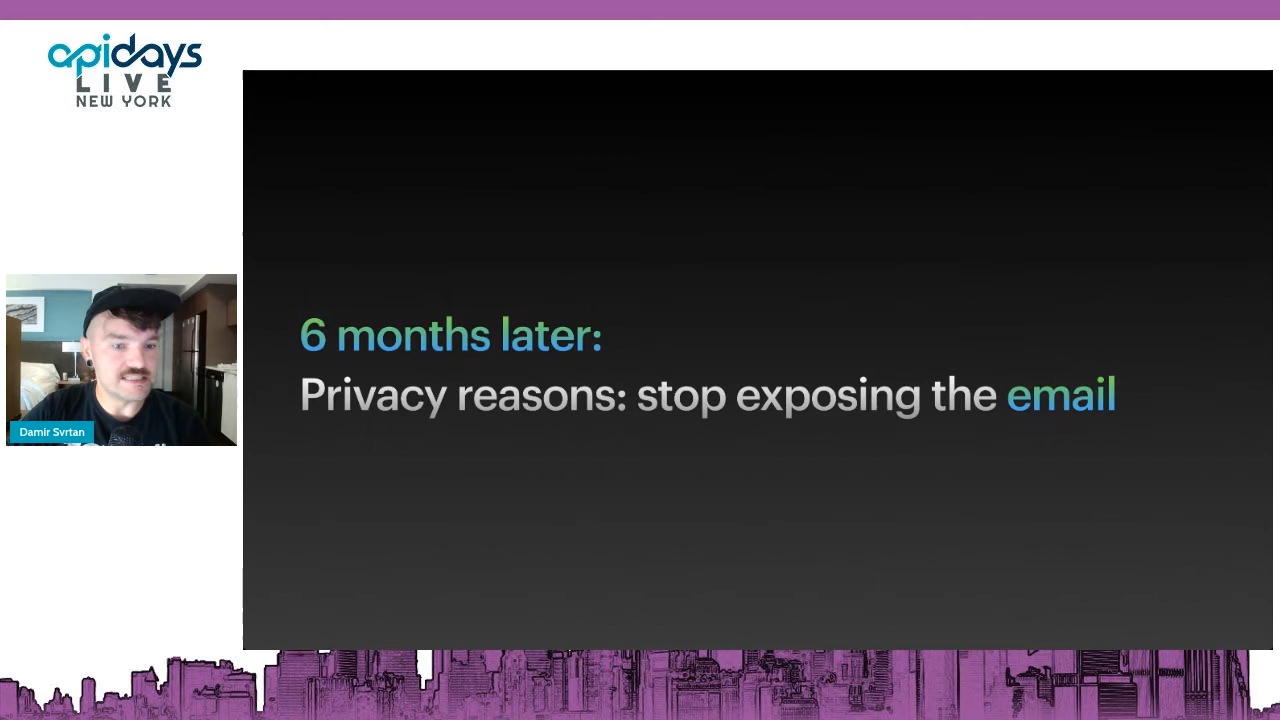 apidays
LIVE
NEW YORK
6 months later:
Privacy reasons: stop exposing the email
Damir Svrtan